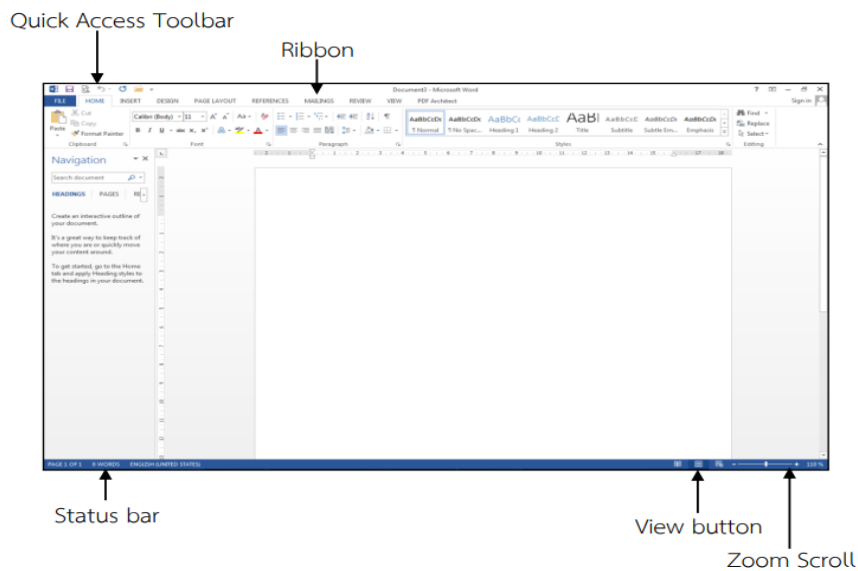 Quick Access Toolbar
Ribbon
Document3 - Microsoft Word
Sign in
FILE HOME INSERT DESIGN PAGE LAYOUT REFERENCES MAILINGS REVIEW VIEW PDF Architect
Cut
Copy
Format Painter
Paste
Calibri (Body) 11
AaBbCcDc AaBbCcDc AaBbCc AaBbCcC AaBl AaBbCcC AaBbCcDc AaBbCcDc
¶ Normal ¶ No Spac... Heading 1 Heading 2 Title Subtitle Subtle Em... Emphasis
Find
Replace
Select
Clipboard Font Paragraph Styles Editing
Navigation
Search document
HEADINGS PAGES
Create an interactive outline of
your document.
It's a great way to keep track of
where you are or quickly move
your content around.
To get started, go to the Home
tab and apply Heading styles to
the headings in your document.
PAGE 1 OF 1 0 WORDS ENGLISH (UNITED STATES) 110 %
Status bar
View button
Zoom Scroll